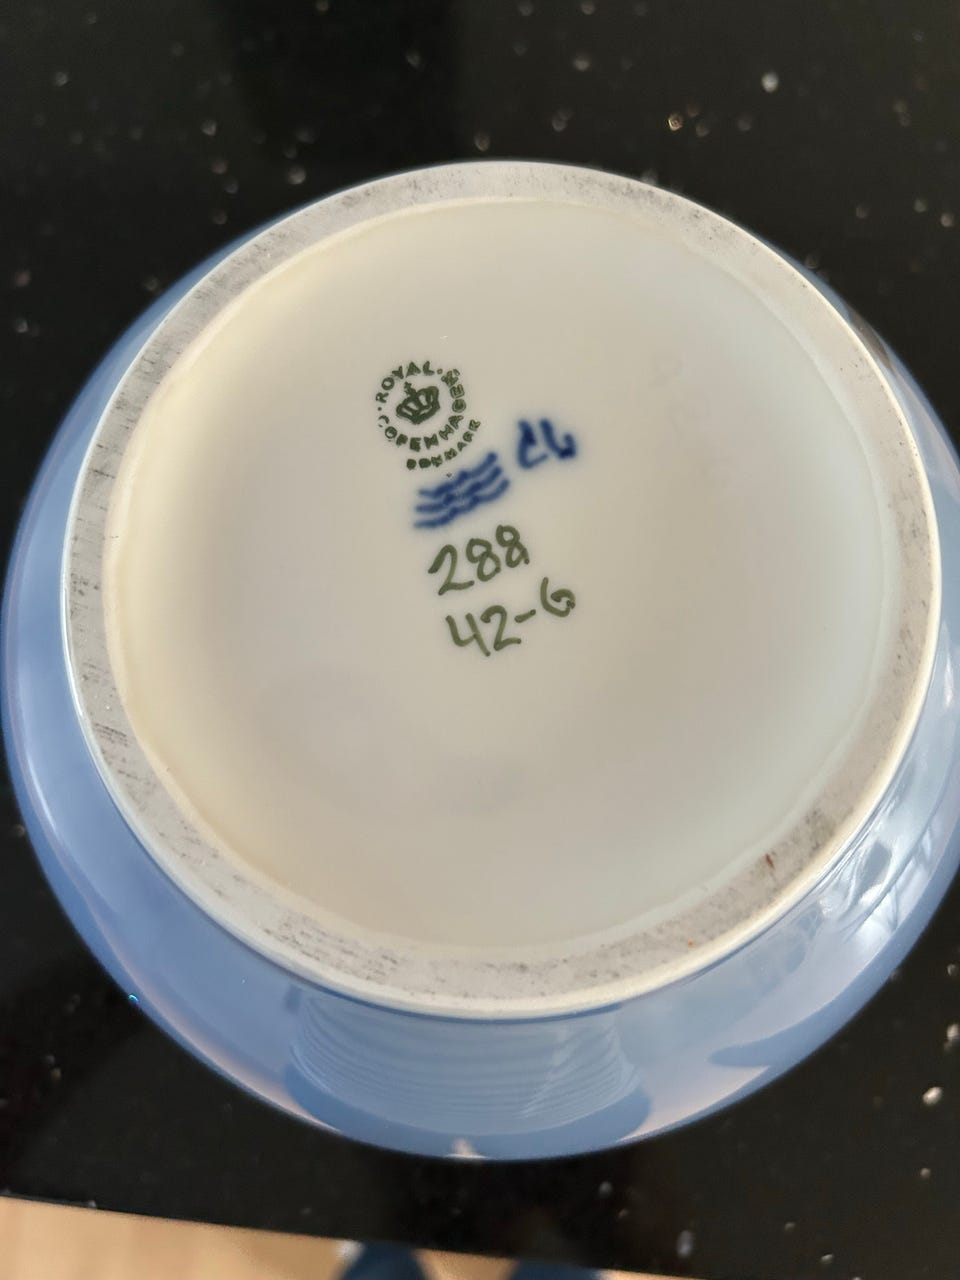 ROYAL
COPENHAGEN
DENMARK
288
42-G